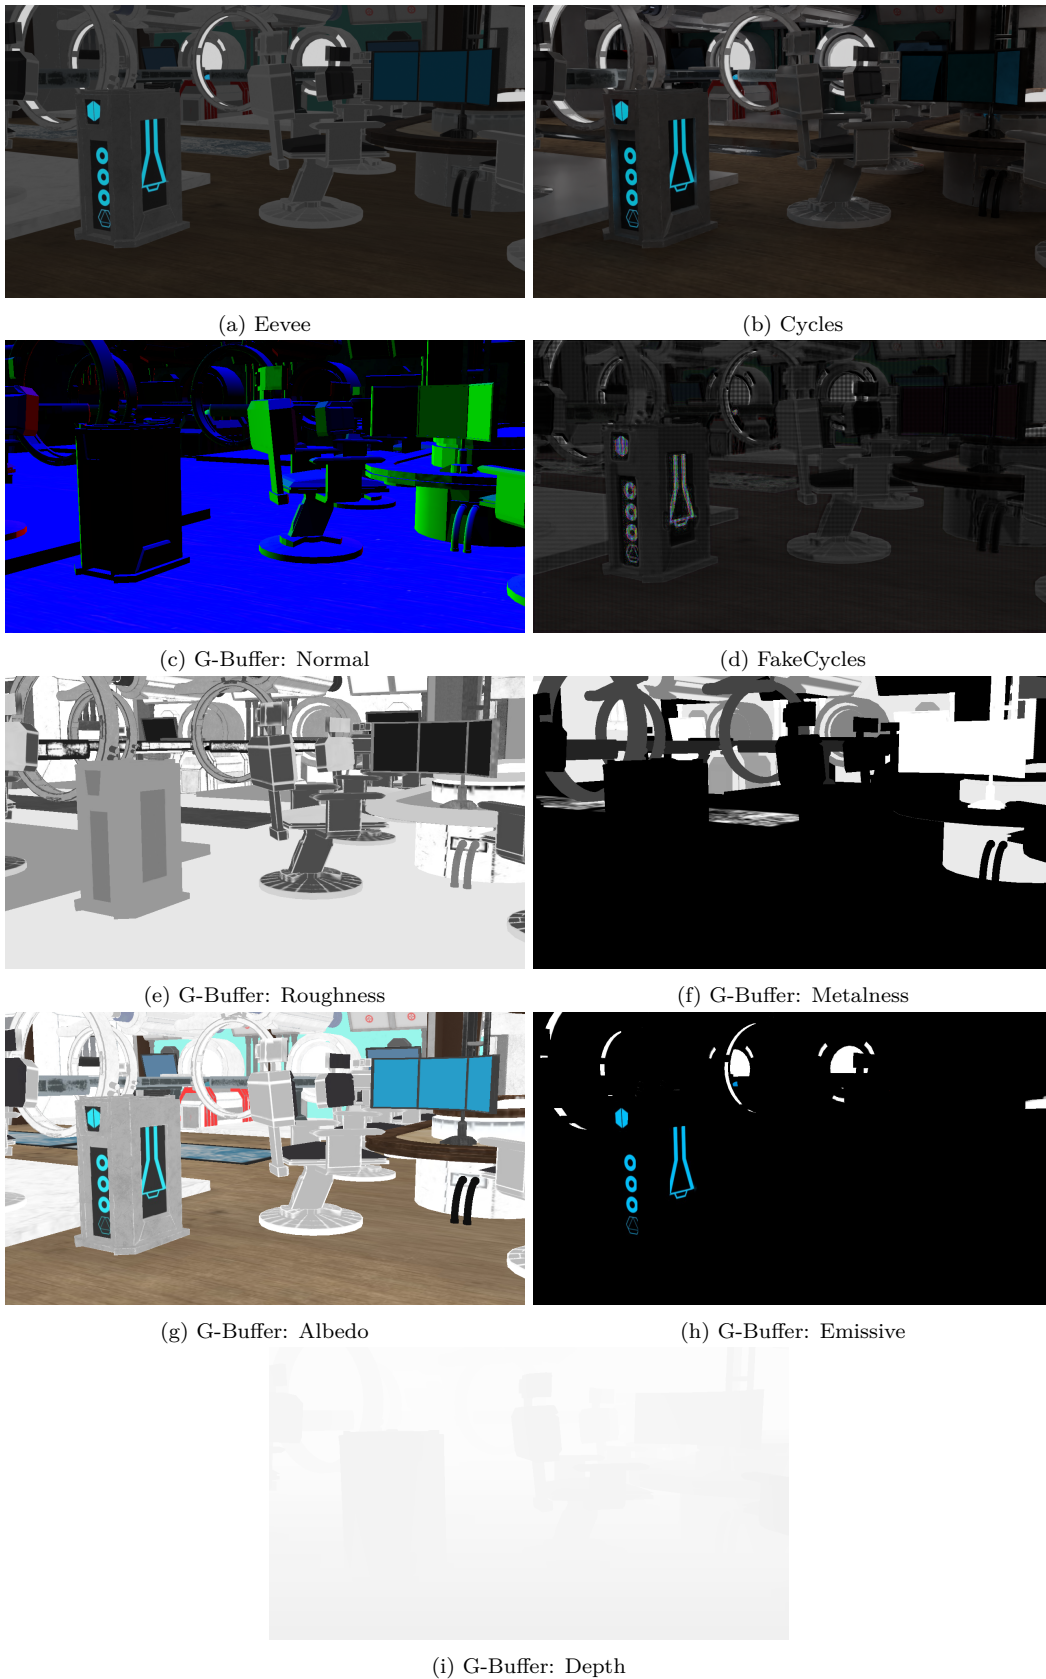 (a) Eevee
(b) Cycles
(c) G-Buffer: Normal
(d) FakeCycles
(e) G-Buffer: Roughness
(f) G-Buffer: Metalness
(g) G-Buffer: Albedo
(h) G-Buffer: Emissive
(i) G-Buffer: Depth